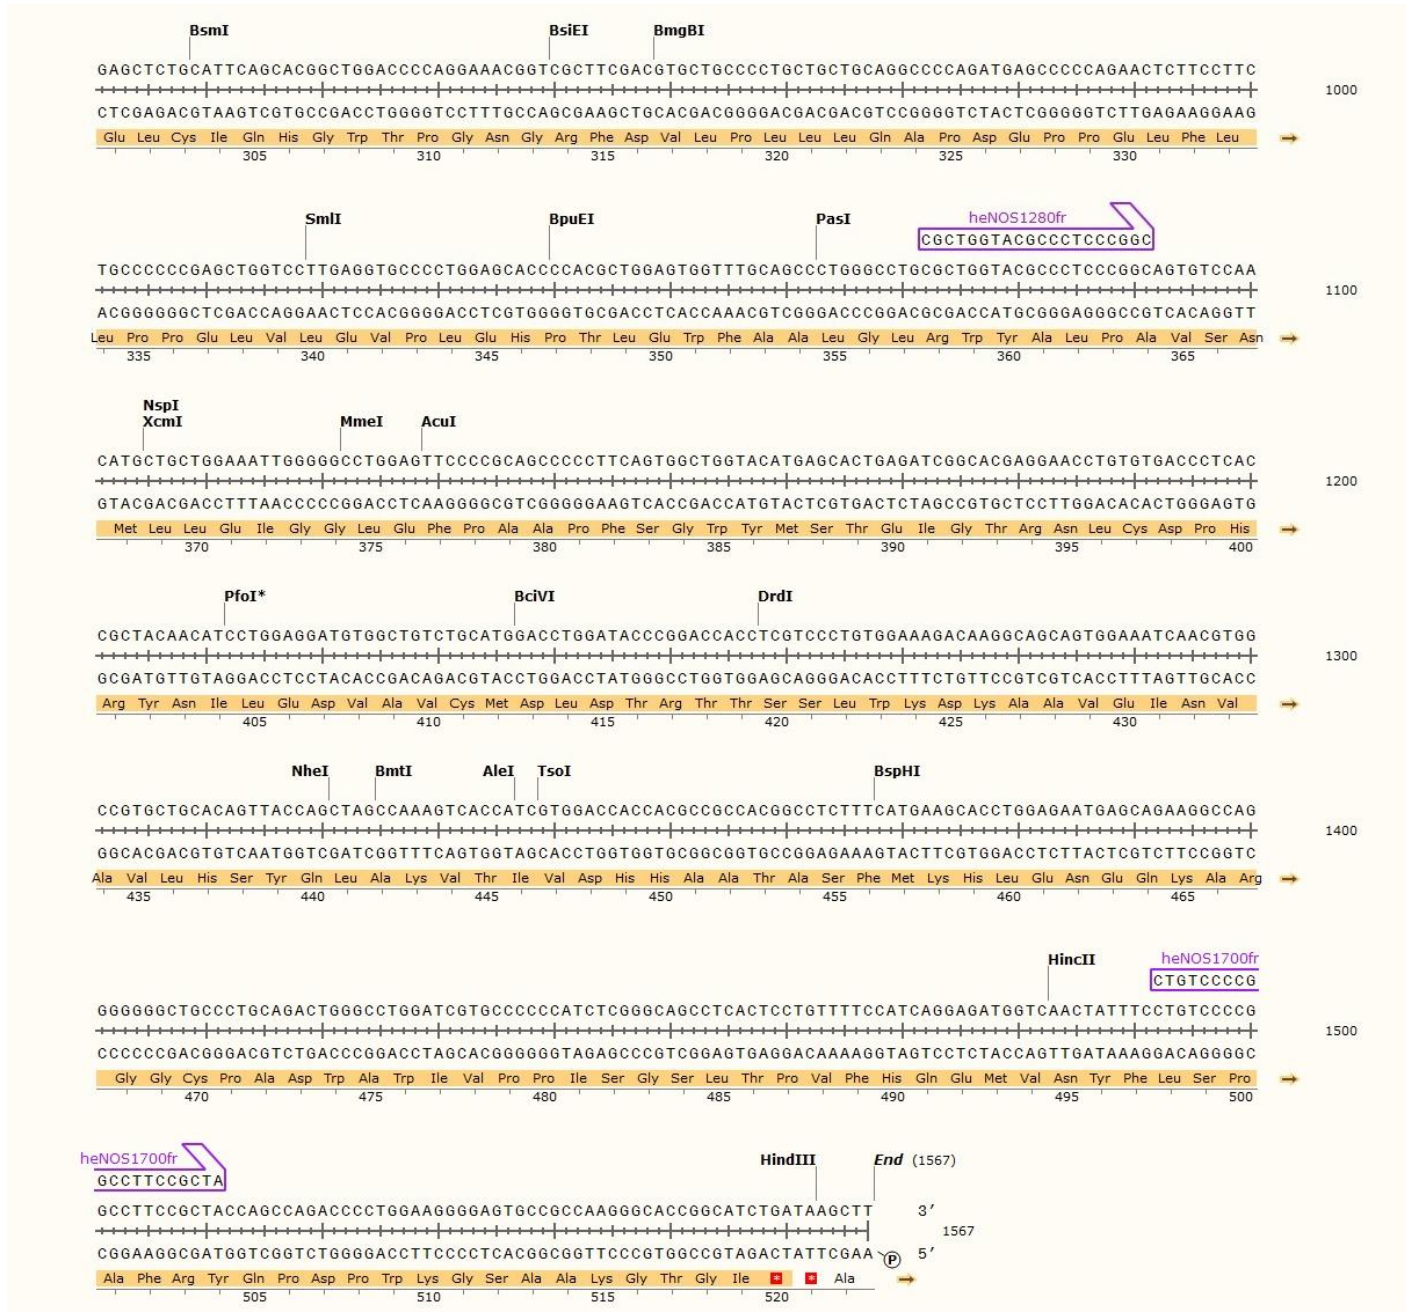 BsmI BsiEI BmgBI
GAGCTCTGCATTCAGCACGGCTGGACCCCAGGAAACGGTCGCTTCGACGTGCTGCCCCTGCTGCTGCAGGCCCCAGATGAGCCCCCAGAACTCTTCCTTC
1000
CTCGAGACGTAAGTCGTGCCGACCTGGGGTCCTTTGCCAGCGAAGCTGCACGACGGGGACGACGACGTCCGGGGTCTACTCGGGGGTCTTGAGAAGGAAG
Glu Leu Cys Ile Gln His Gly Trp Thr Pro Gly Asn Gly Arg Phe Asp Val Leu Pro Leu Leu Leu Gln Ala Pro Asp Glu Pro Pro Glu Leu Phe Leu
305 310 315 320 325 330
SmlI BpuEI PasI heNOS1280fr
CGCTGGTACGCCCTCCCGGC
TGCCCCCCGAGCTGGTCCTTGAGGTGCCCCTGGAGCACCCCACGCTGGAGTGGTTTGCAGCCCTGGGCCTGCGCTGGTACGCCCTCCCGGCAGTGTCCAA
1100
ACGGGGGGCTCGACCAGGAACTCCACGGGGACCTCGTGGGGTGCGACCTCACCAAACGTCGGGACCCGGACGCGACCATGCGGGAGGGCCGTCACAGGTT
Leu Pro Pro Glu Leu Val Leu Glu Val Pro Leu Glu His Pro Thr Leu Glu Trp Phe Ala Ala Leu Gly Leu Arg Trp Tyr Ala Leu Pro Ala Val Ser Asn
335 340 345 350 355 360 365
NspI
XcmI MmeI AcuI
CATGCTGCTGGAAATTGGGGGCCTGGAGTTCCCCGCAGCCCCCTTCAGTGGCTGGTACATGAGCACTGAGATCGGCACGAGGAACCTGTGTGACCCTCAC
1200
GTACGACGACCTTTAACCCCCGGACCTCAAGGGGCGTCGGGGGAAGTCACCGACCATGTACTCGTGACTCTAGCCGTGCTCCTTGGACACACTGGGAGTG
Met Leu Leu Glu Ile Gly Gly Leu Glu Phe Pro Ala Ala Pro Phe Ser Gly Trp Tyr Met Ser Thr Glu Ile Gly Thr Arg Asn Leu Cys Asp Pro His
370 375 380 385 390 395 400
PfoI* BciVI DrdI
CGCTACAACATCCTGGAGGATGTGGCTGTCTGCATGGACCTGGATACCCGGACCACCTCGTCCCTGTGGAAAGACAAGGCAGCAGTGGAAATCAACGTGG
1300
GCGATGTTGTAGGACCTCCTACACCGACAGACGTACCTGGACCTATGGGCCTGGTGGAGCAGGGACACCTTTCTGTTCCGTCGTCACCTTTAGTTGCACC
Arg Tyr Asn Ile Leu Glu Asp Val Ala Val Cys Met Asp Leu Asp Thr Arg Thr Thr Ser Ser Leu Trp Lys Asp Lys Ala Ala Val Glu Ile Asn Val
405 410 415 420 425 430
NheI BmtI AleI TsoI BspHI
CCGTGCTGCACAGTTACCAGCTAGCCAAAGTCACCATCGTGGACCACCACGCCGCCACGGCCTCTTTCATGAAGCACCTGGAGAATGAGCAGAAGGCCAG
1400
GGCACGACGTGTCAATGGTCGATCGGTTTCAGTGGTAGCACCTGGTGGTGCGGCGGTGCCGGAGAAAGTACTTCGTGGACCTCTTACTCGTCTTCCGGTC
Ala Val Leu His Ser Tyr Gln Leu Ala Lys Val Thr Ile Val Asp His His Ala Ala Thr Ala Ser Phe Met Lys His Leu Glu Asn Glu Gln Lys Ala Arg
435 440 445 450 455 460 465
HincII heNOS1700fr
CTGTCCCCG
GGGGGGCTGCCCTGCAGACTGGGCCTGGATCGTGCCCCCCATCTCGGGCAGCCTCACTCCTGTTTTCCATCAGGAGATGGTCAACTATTTCCTGTCCCCG
1500
CCCCCCGACGGGACGTCTGACCCGGACCTAGCACGGGGGGTAGAGCCCGTCGGAGTGAGGACAAAAGGTAGTCCTCTACCAGTTGATAAAGGACAGGGGC
Gly Gly Cys Pro Ala Asp Trp Ala Trp Ile Val Pro Pro Ile Ser Gly Ser Leu Thr Pro Val Phe His Gln Glu Met Val Asn Tyr Phe Leu Ser Pro
470 475 480 485 490 495 500
heNOS1700fr HindIII End (1567)
GCCTTCCGCTA
GCCTTCCGCTACCAGCCAGACCCCTGGAAGGGGAGTGCCGCCAAGGGCACCGGCATCTGATAAGCTT 3′
1567
CGGAAGGCGATGGTCGGTCTGGGGACCTTCCCCTCACGGCGGTTCCCGTGGCCGTAGACTATTCGAA P 5′
Ala Phe Arg Tyr Gln Pro Asp Pro Trp Lys Gly Ser Ala Ala Lys Gly Thr Gly Ile * * Ala
505 510 515 520